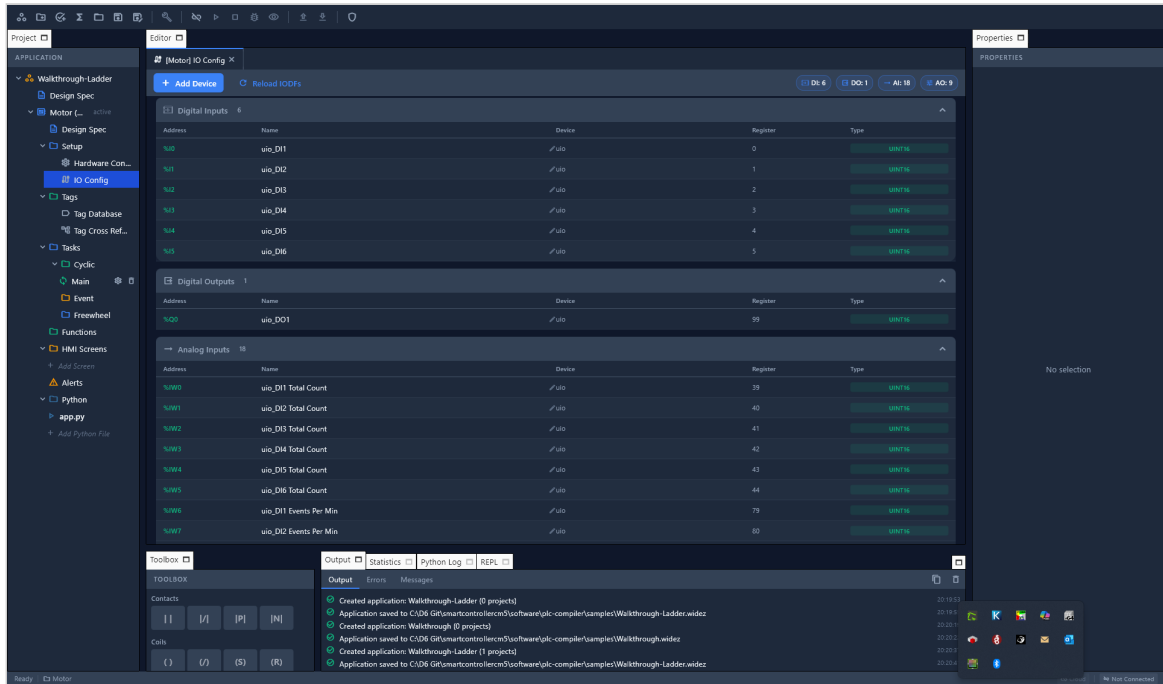 Project
Editor
Properties
APPLICATION
[Motor] IO Config
PROPERTIES
Walkthrough-Ladder
Design Spec
Motor (... active
Design Spec
Setup
Hardware Con...
IO Config
Tags
Tag Database
Tag Cross Ref...
Tasks
Cyclic
Main
Event
Freewheel
Functions
HMI Screens
+ Add Screen
Alerts
Python
app.py
+ Add Python File
+ Add Device
Reload IODFs
DI: 6
DO: 1
AI: 18
AO: 9
Digital Inputs 6
Address Name Device Register Type
%I0 uio_DI1 uio 0 UINT16
%I1 uio_DI2 uio 1 UINT16
%I2 uio_DI3 uio 2 UINT16
%I3 uio_DI4 uio 3 UINT16
%I4 uio_DI5 uio 4 UINT16
%I5 uio_DI6 uio 5 UINT16
Digital Outputs 1
Address Name Device Register Type
%Q0 uio_DO1 uio 99 UINT16
Analog Inputs 18
Address Name Device Register Type
%IW0 uio_DI1 Total Count uio 39 UINT16
%IW1 uio_DI2 Total Count uio 40 UINT16
%IW2 uio_DI3 Total Count uio 41 UINT16
%IW3 uio_DI4 Total Count uio 42 UINT16
%IW4 uio_DI5 Total Count uio 43 UINT16
%IW5 uio_DI6 Total Count uio 44 UINT16
%IW6 uio_DI1 Events Per Min uio 79 UINT16
%IW7 uio_DI2 Events Per Min uio 80 UINT16
No selection
Toolbox
TOOLBOX
Contacts
| | |/| |P| |N|
Coils
( ) (/) (S) (R)
Output Statistics Python Log REPL
Output Errors Messages
Created application: Walkthrough-Ladder (0 projects) 20:19:53
Application saved to C:\D6 Git\smartcontrollercm5\software\plc-compiler\samples\Walkthrough-Ladder.widez
Created application: Walkthrough (0 projects)
Application saved to C:\D6 Git\smartcontrollercm5\software\plc-compiler\samples\Walkthrough.widez
Created application: Walkthrough-Ladder (1 projects)
Application saved to C:\D6 Git\smartcontrollercm5\software\plc-compiler\samples\Walkthrough-Ladder.widez
Ready Motor
Not Connected